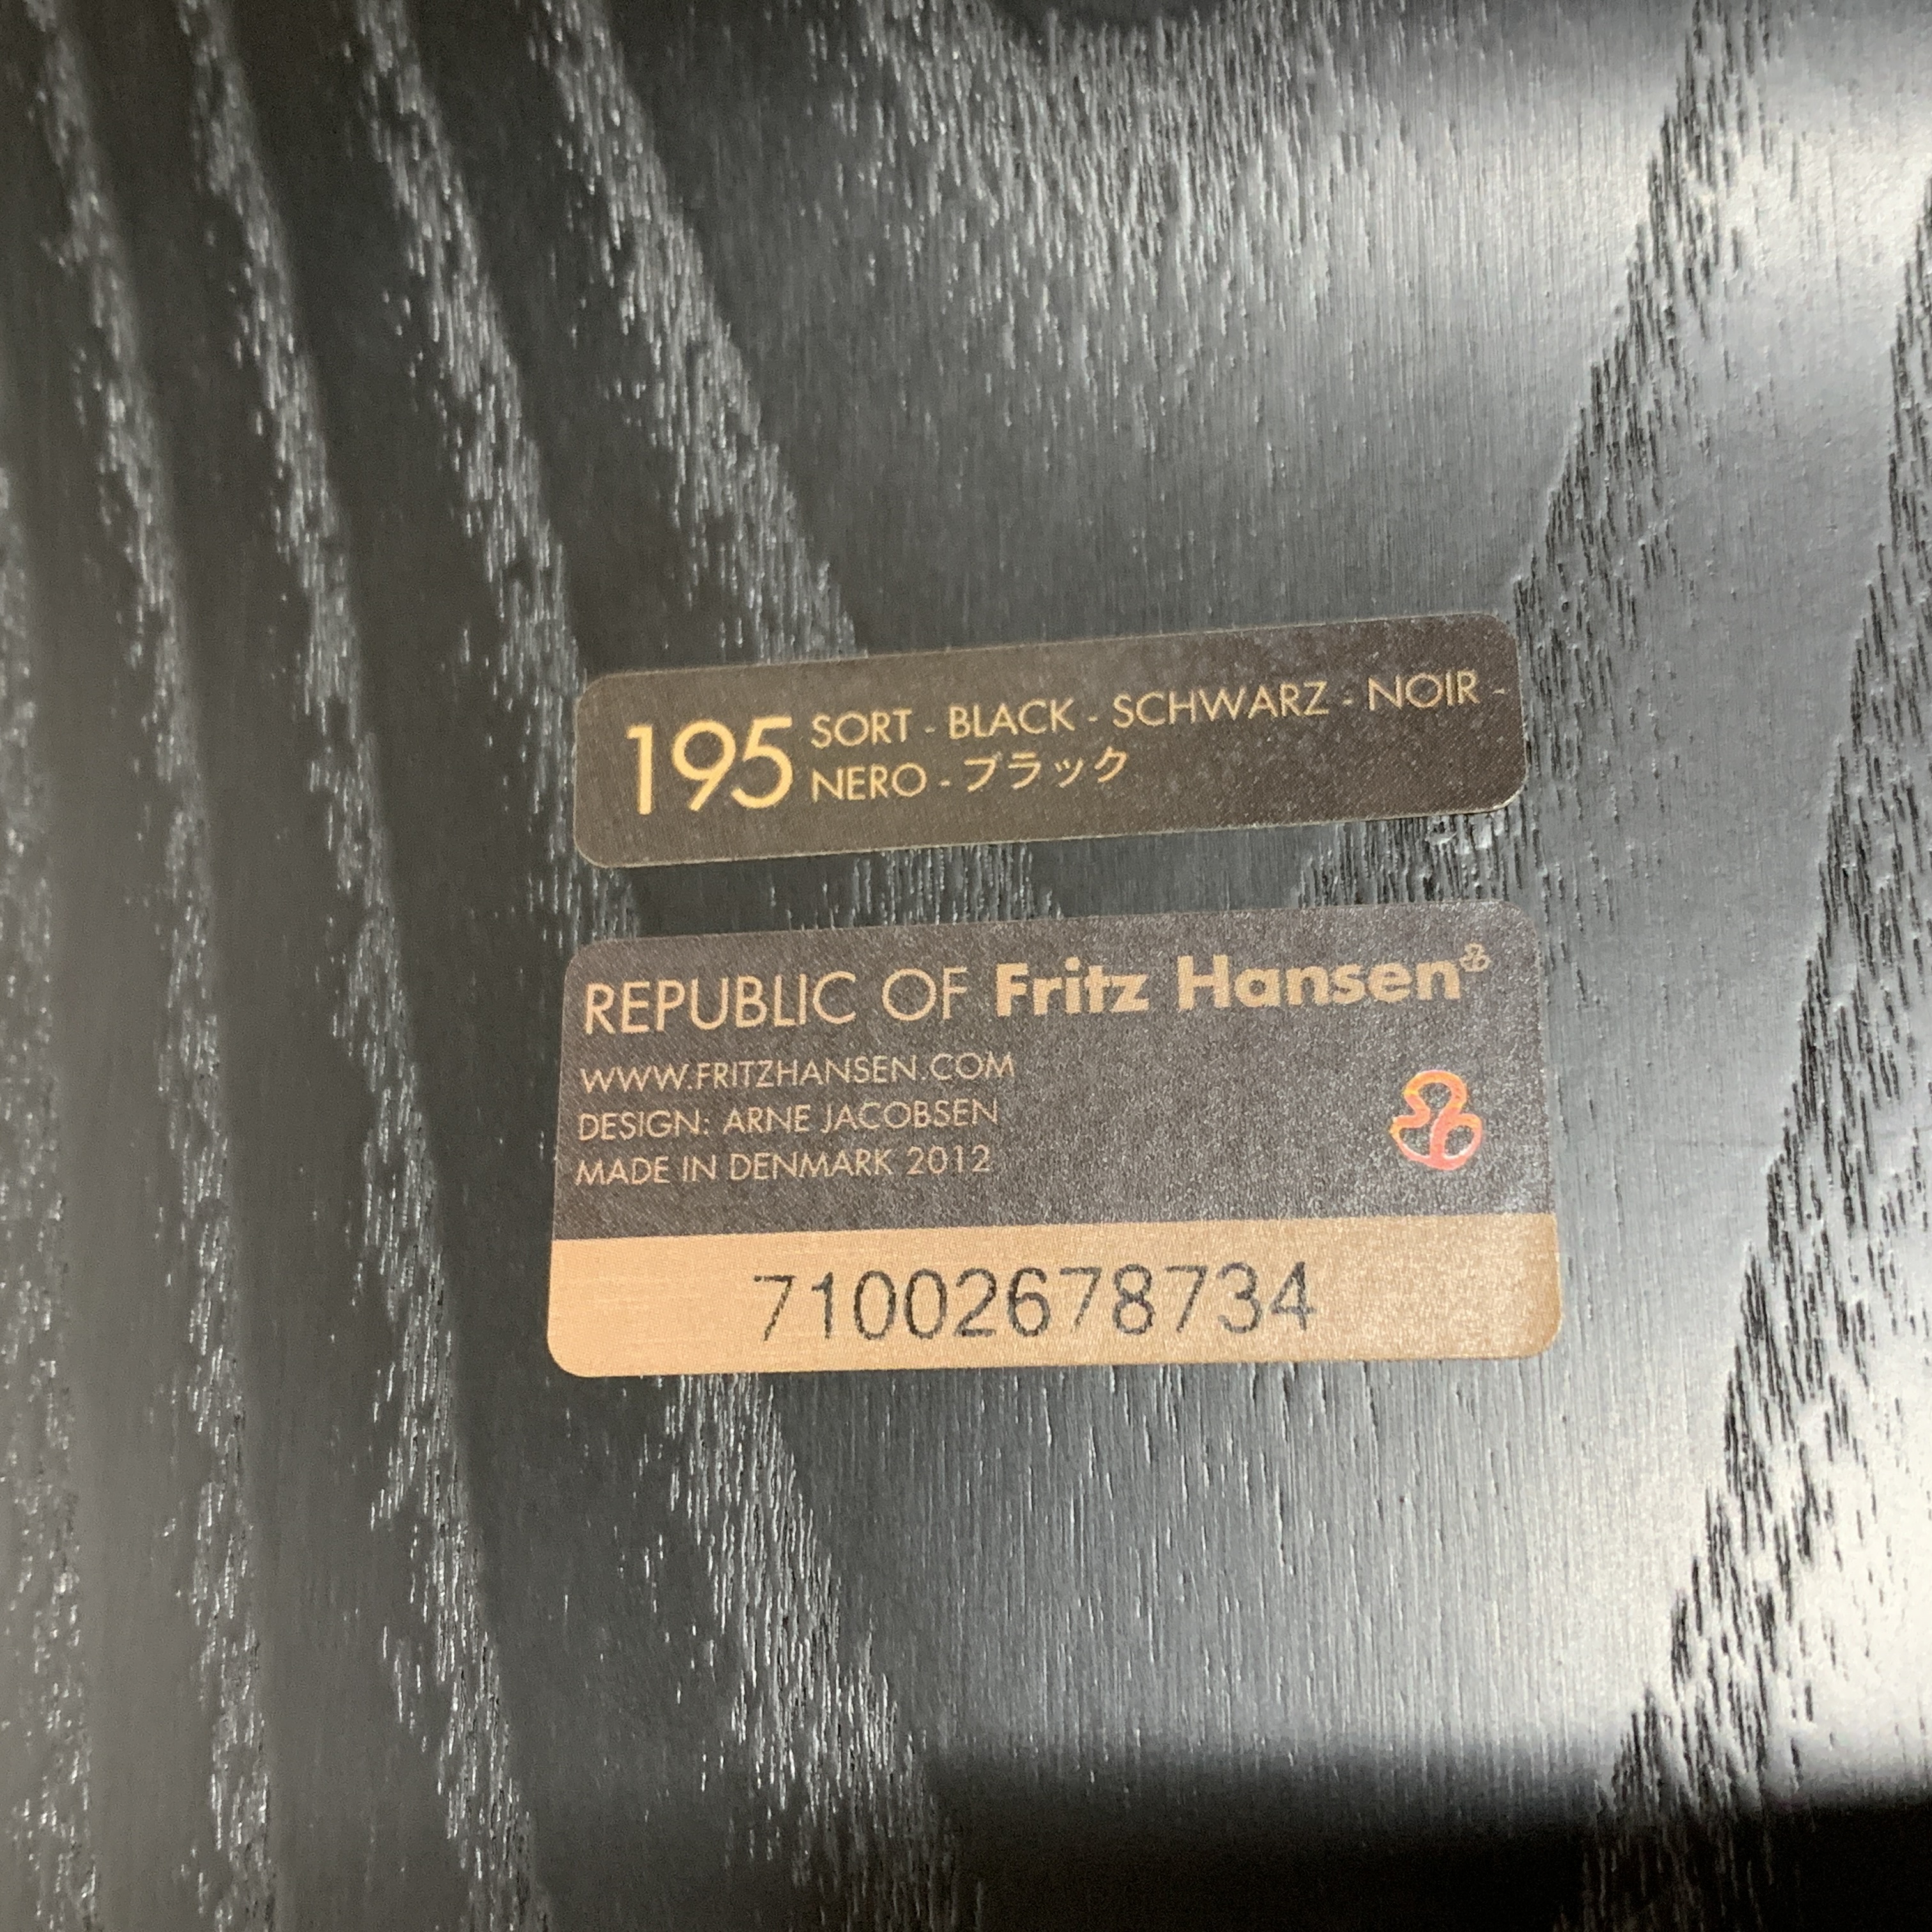 195 SORT - BLACK - SCHWARZ - NOIR -
NERO - ブラック
REPUBLIC OF Fritz Hansen
WWW.FRITZHANSEN.COM
DESIGN: ARNE JACOBSEN
MADE IN DENMARK 2012
71002678734